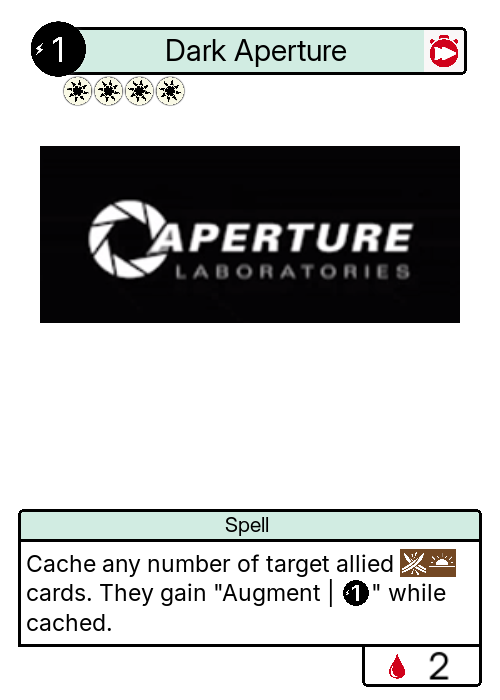 1 Dark Aperture
APERTURE
LABORATORIES
Spell
Cache any number of target allied
cards. They gain "Augment | 1" while
cached.
2